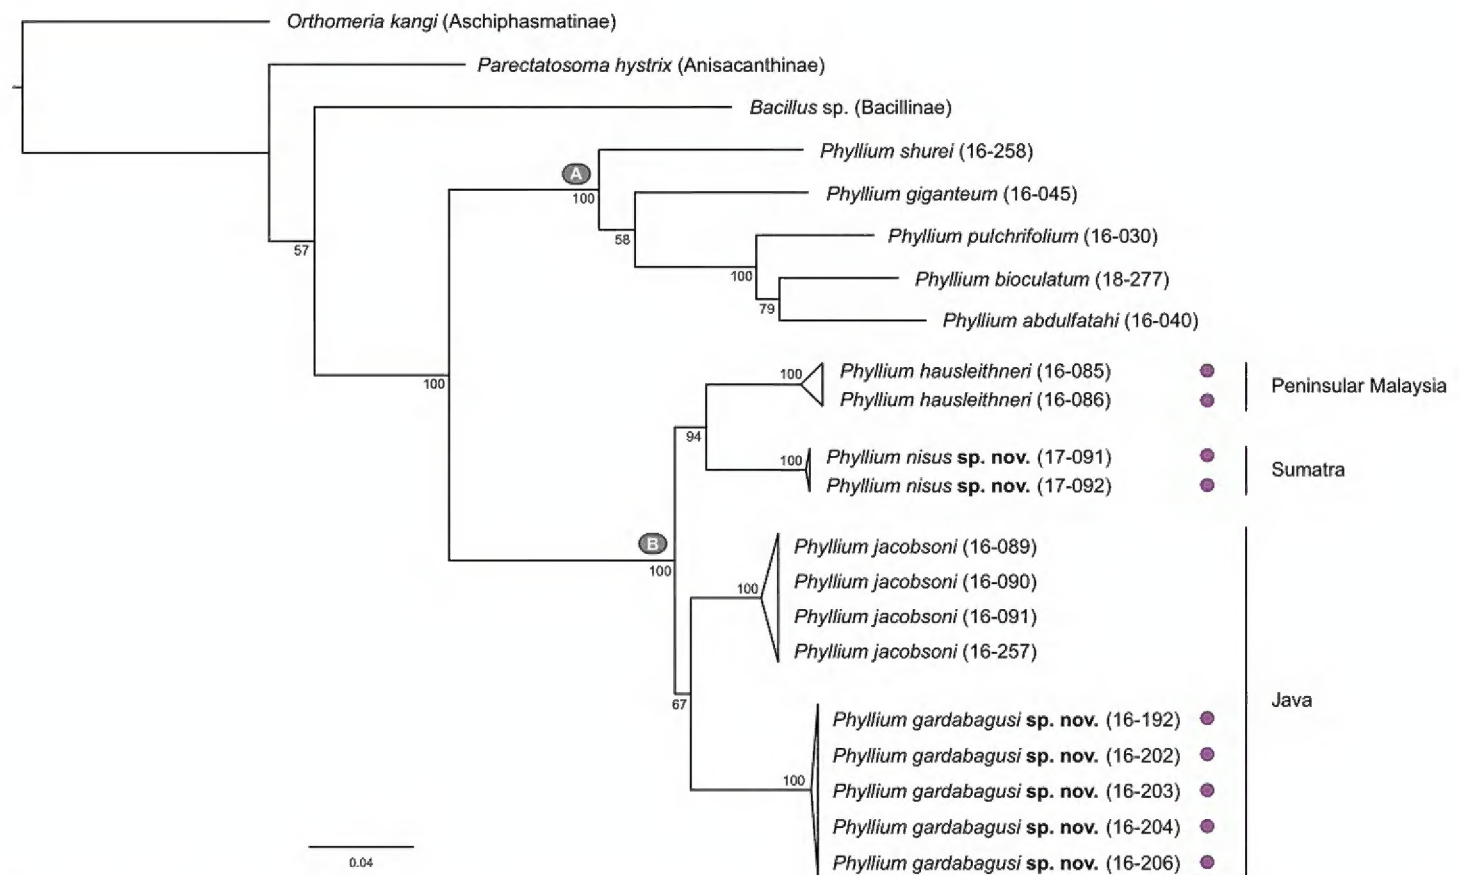 Orthomeria kangi (Aschiphasmatinae)
Parectatosoma hystrix (Anisacanthinae)
Bacillus sp. (Bacillinae)
Phyllium shurei (16-258)
A
100
Phyllium giganteum (16-045)
58
Phyllium pulchrifolium (16-030)
57
100
Phyllium bioculatum (18-277)
79
Phyllium abdulfatahi (16-040)
100
100
Phyllium hausleithneri (16-085)
Phyllium hausleithneri (16-086)
Peninsular Malaysia
94
100
Phyllium nisus sp. nov. (17-091)
Phyllium nisus sp. nov. (17-092)
Sumatra
B
100
Phyllium jacobsoni (16-089)
100
Phyllium jacobsoni (16-090)
Phyllium jacobsoni (16-091)
Phyllium jacobsoni (16-257)
67
Java
Phyllium gardabagusi sp. nov. (16-192)
Phyllium gardabagusi sp. nov. (16-202)
100
Phyllium gardabagusi sp. nov. (16-203)
Phyllium gardabagusi sp. nov. (16-204)
Phyllium gardabagusi sp. nov. (16-206)
0.04